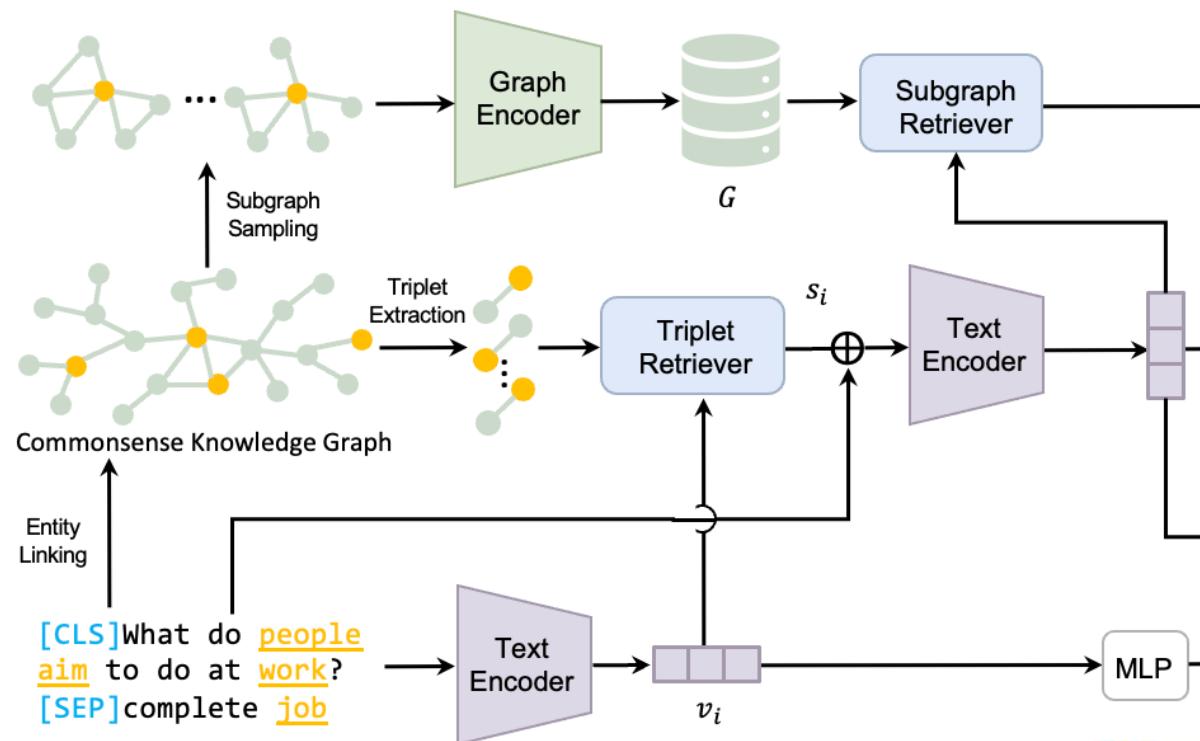 Graph
Encoder
Subgraph
Retriever
G
Subgraph
Sampling
Triplet
Extraction
Triplet
Retriever
s_i
Text
Encoder
Commonsense Knowledge Graph
Entity
Linking
[CLS]What do people
aim to do at work?
[SEP]complete job
Text
Encoder
v_i
MLP